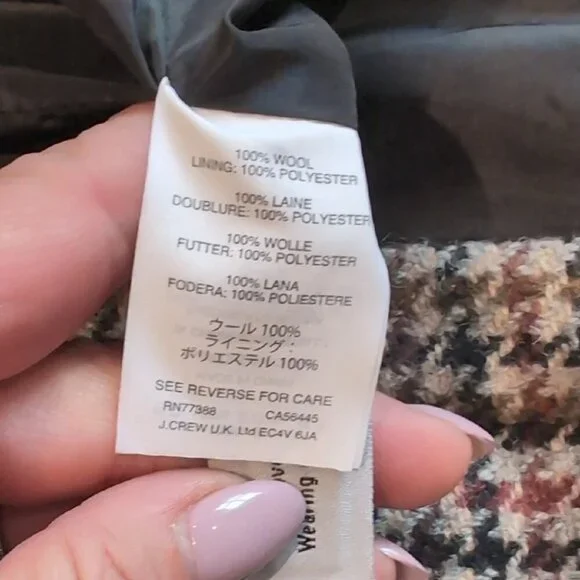 100% WOOL
LINING: 100% POLYESTER
100% LAINE
DOUBLURE: 100% POLYESTER
100% WOLLE
FUTTER: 100% POLYESTER
100% LANA
FODERA: 100% POLIESTERE
ウール 100%
ライニング :
ポリエステル 100%
SEE REVERSE FOR CARE
RN77388 CA56445
J.CREW U.K. Ltd EC4V 6JA
Wearing